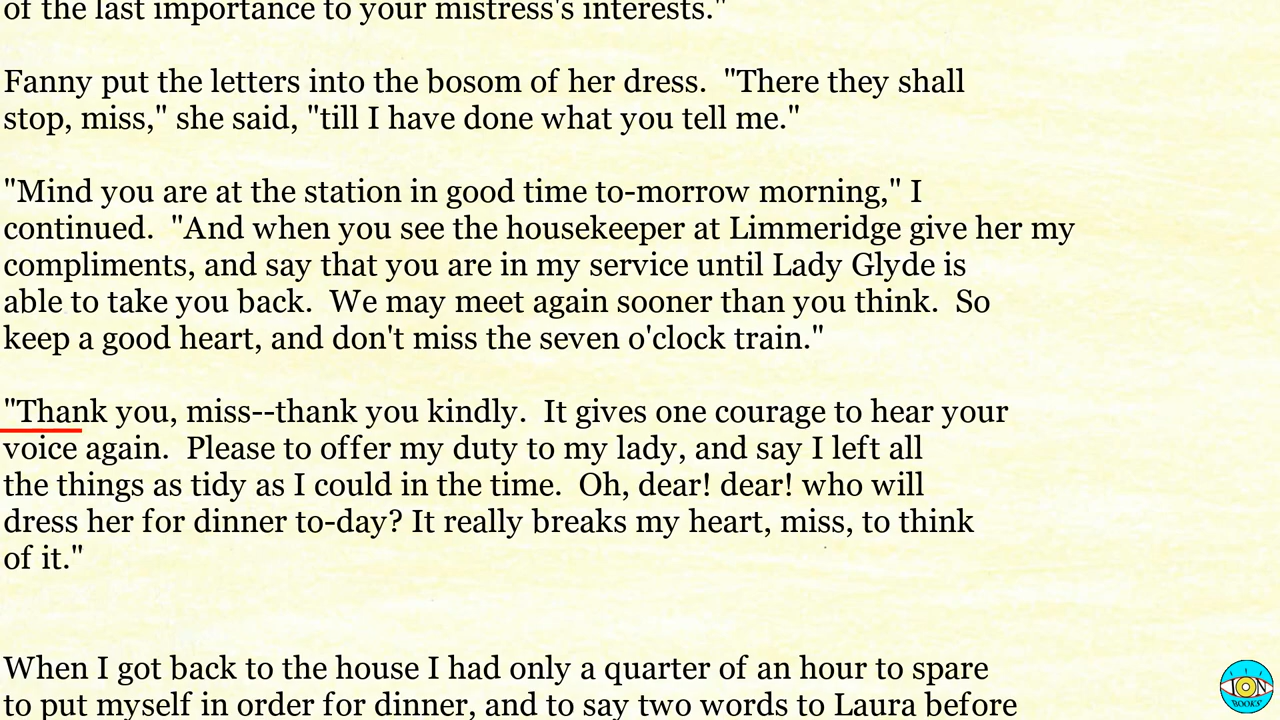 of the last importance to your mistress's interests."
Fanny put the letters into the bosom of her dress.  "There they shall
stop, miss," she said, "till I have done what you tell me."
"Mind you are at the station in good time to-morrow morning," I
continued.  "And when you see the housekeeper at Limmeridge give her my
compliments, and say that you are in my service until Lady Glyde is
able to take you back.  We may meet again sooner than you think.  So
keep a good heart, and don't miss the seven o'clock train."
"Thank you, miss--thank you kindly.  It gives one courage to hear your
voice again.  Please to offer my duty to my lady, and say I left all
the things as tidy as I could in the time.  Oh, dear! dear! who will
dress her for dinner to-day? It really breaks my heart, miss, to think
of it."
When I got back to the house I had only a quarter of an hour to spare
to put myself in order for dinner, and to say two words to Laura before
ION
BOOKS